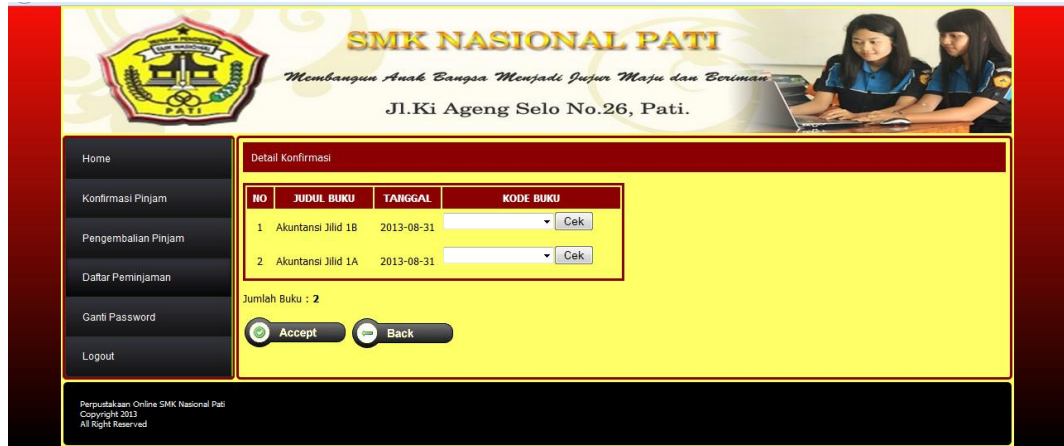 SMK NASIONAL PATI
Membangun Anak Bangsa Menjadi Jujur Maju dan Beriman
Jl.Ki Ageng Selo No.26, Pati.
SMK NASIONAL
PATI
Home
Konfirmasi Pinjam
Pengembalian Pinjam
Daftar Peminjaman
Ganti Password
Logout
Detail Konfirmasi
NO JUDUL BUKU TANGGAL KODE BUKU
1 Akuntansi Jilid 1B 2013-08-31 Cek
2 Akuntansi Jilid 1A 2013-08-31 Cek
Jumlah Buku : 2
Accept Back
Perpustakaan Online SMK Nasional Pati
Copyright 2013
All Right Reserved